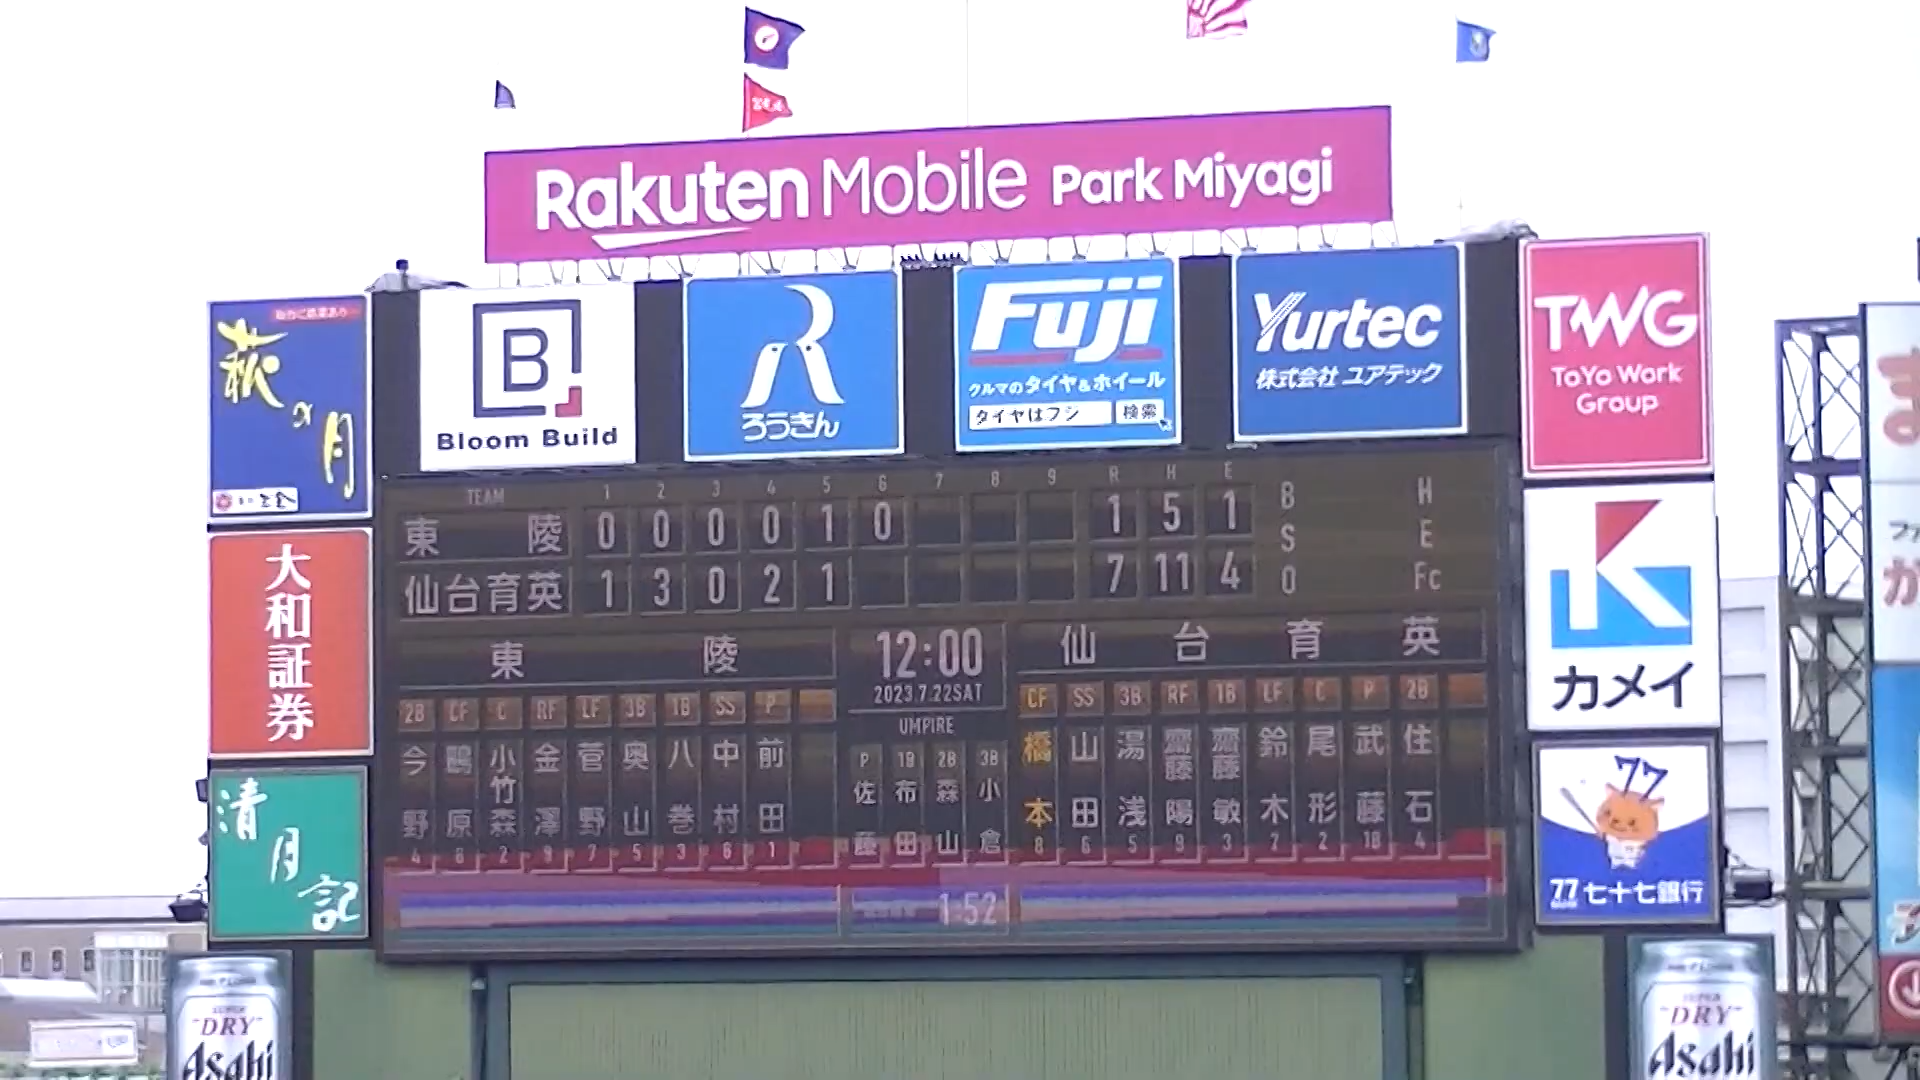 Rakuten Mobile Park Miyagi
萩の月
B
Bloom Build
ろうきん
Fuji
クルマのタイヤ&ホイール
タイヤはフジ 検索
Yurtec
株式会社 ユアテック
TWG
ToYo Work
Group
大和証券
清月記
カメイ
77
77 七十七銀行
TEAM 1 2 3 4 5 6 7 8 9 R H E
東陵 0 0 0 0 1 0 1 5 1
仙台育英 1 3 0 2 1 7 11 4
B H
S E
O Fc
東陵
12:00
2023.7.22SAT
仙台育英
2B CF C RF LF 3B 1B SS P
今野 鶴原 小竹森 金澤 菅野 奥山 八巻 中村 前田
4 8 2 9 7 5 3 6 1
UMPIRE
P 1B 2B 3B
佐藤 布田 森山 小倉
CF SS 3B RF 1B LF C P 2B
橋本 山田 湯浅 齋藤陽 齋藤敏 鈴木 尾形 武藤 住石
8 6 5 9 3 7 2 18 4
1:52
SUPER
"DRY"
Asahi
SUPER
"DRY"
Asahi